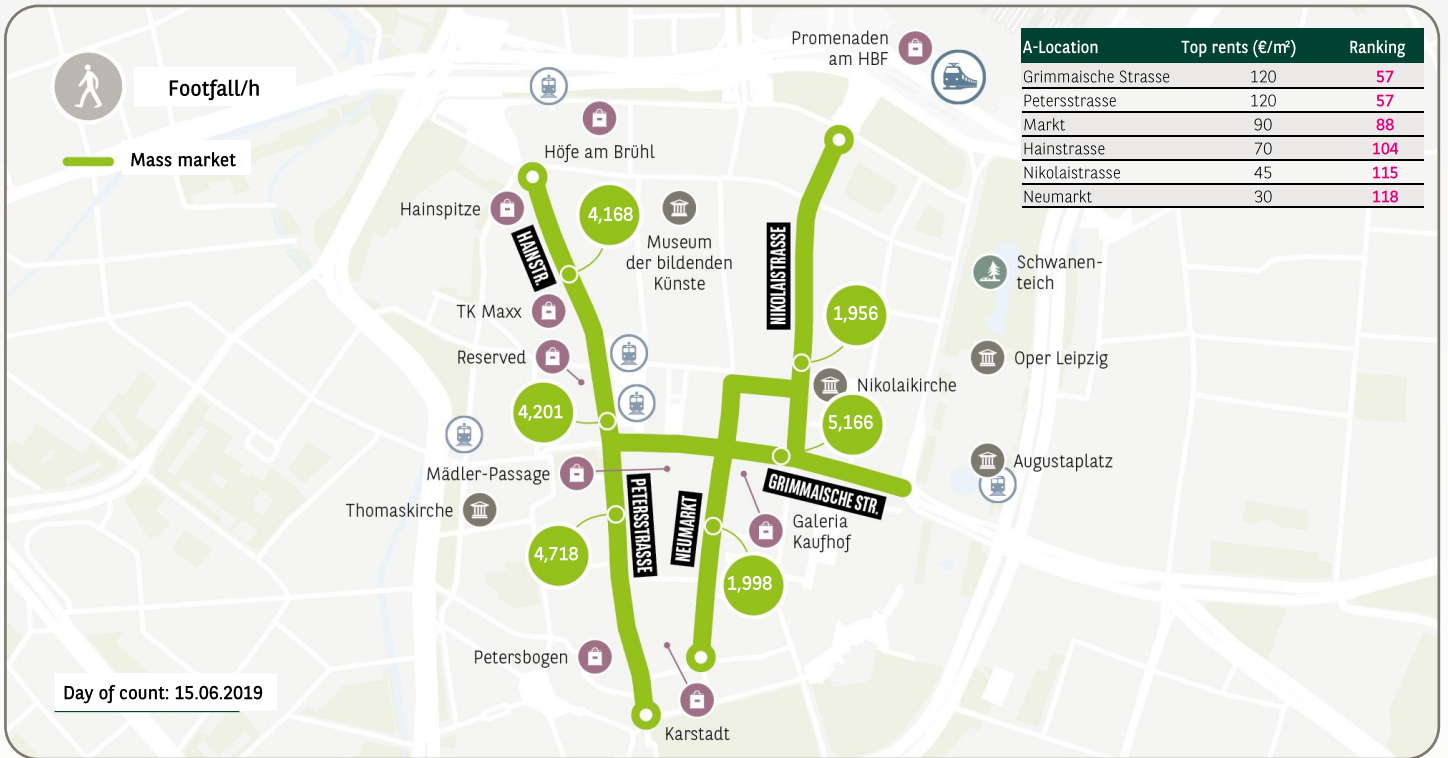 Footfall/h
Mass market
Promenaden
am HBF
A-Location Top rents (€/m²) Ranking
Grimmaische Strasse 120 57
Petersstrasse 120 57
Markt 90 88
Hainstrasse 70 104
Nikolaistrasse 45 115
Neumarkt 30 118
Höfe am Brühl
Hainspitze
4,168
HAINSTR.
Museum
der bildenden
Künste
NIKOLAISTRASSE
Schwanen-
teich
TK Maxx
1,956
Reserved
Oper Leipzig
Nikolaikirche
4,201
5,166
Mädler-Passage
Augustaplatz
GRIMMAISCHE STR.
Thomaskirche
PETERSSTRASSE
NEUMARKT
Galeria
Kaufhof
4,718
1,998
Petersbogen
Day of count: 15.06.2019
Karstadt